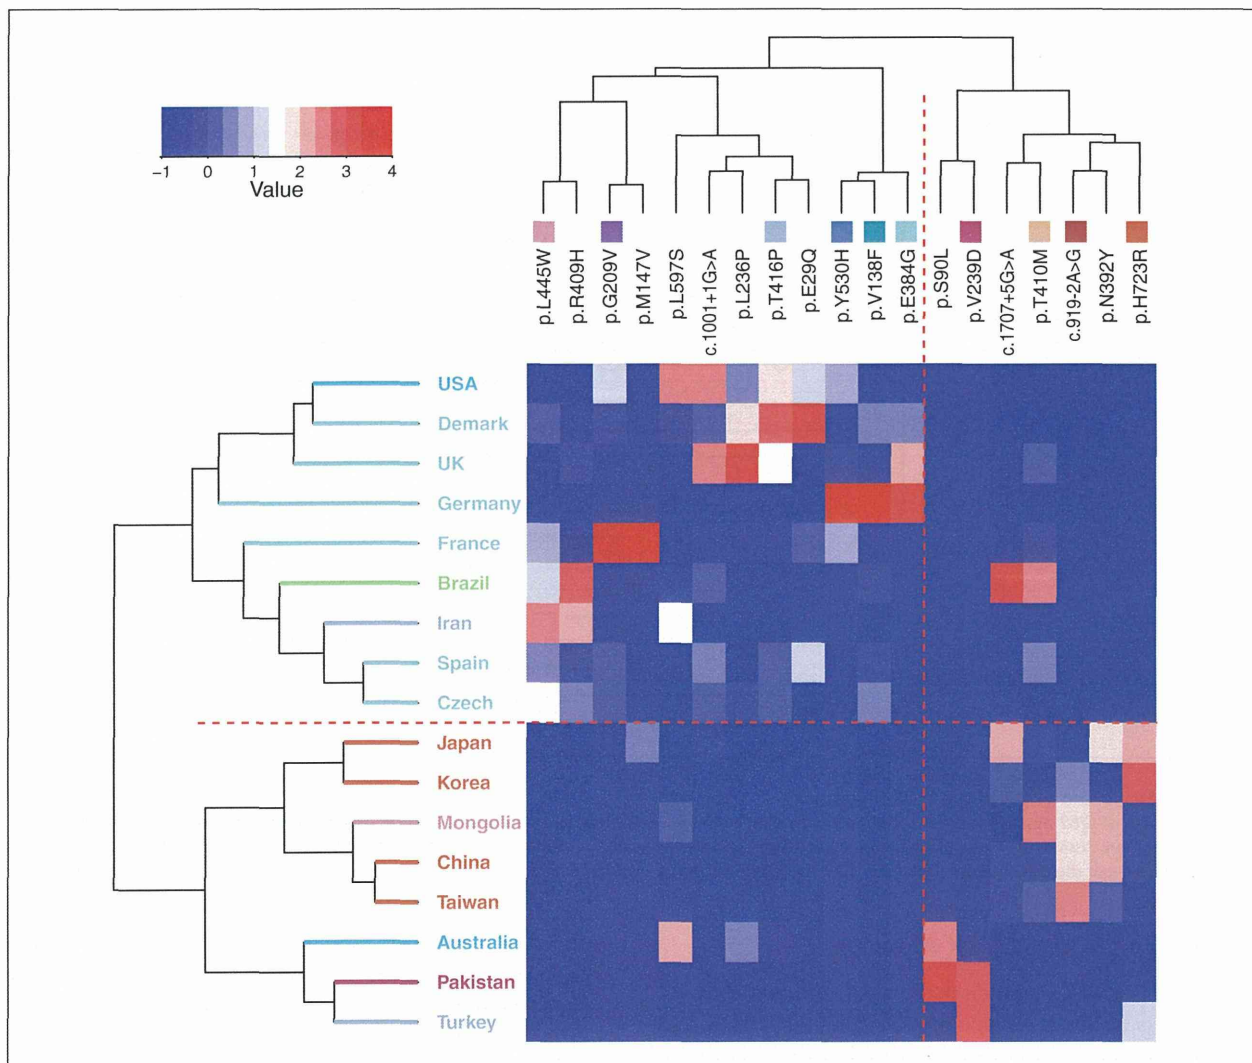 −1 0 1 2 3 4
Value
p.L445W
p.R409H
p.G209V
p.M147V
p.L597S
c.1001+1G>A
p.L236P
p.T416P
p.E29Q
p.Y530H
p.V138F
p.E384G
p.S90L
p.V239D
c.1707+5G>A
p.T410M
c.919-2A>G
p.N392Y
p.H723R
USA
Demark
UK
Germany
France
Brazil
Iran
Spain
Czech
Japan
Korea
Mongolia
China
Taiwan
Australia
Pakistan
Turkey